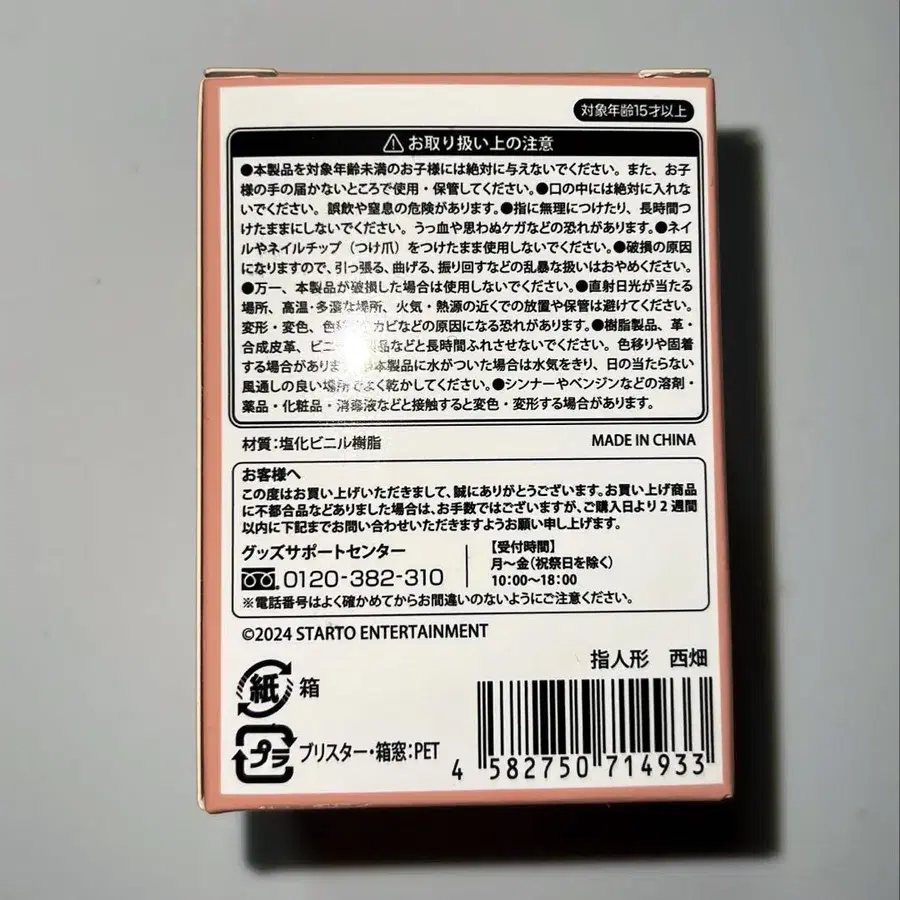 対象年齢15才以上
お取り扱い上の注意
●本製品を対象年齢未満のお子様には絶対に与えないでください。また、お子
様の手の届かないところで使用・保管してください。●口の中には絶対に入れな
いでください。誤飲や窒息の危険があります。●指に無理につけたり、長時間つ
けたままにしないでください。うっ血や思わぬケガなどの恐れがあります。●ネイ
ルやネイルチップ（つけ爪）をつけたまま使用しないでください。●破損の原因
になりますので、引っ張る、曲げる、振り回すなどの乱暴な扱いはおやめください。
●万一、本製品が破損した場合は使用しないでください。●直射日光が当たる
場所、高温・多湿な場所、火気・熱源の近くでの放置や保管は避けてください。
変形・変色、色移りやカビなどの原因になる恐れがあります。●樹脂製品、革・
合成皮革、ビニール製品などと長時間ふれさせないでください。色移りや固着
する場合があります。●本製品に水がついた場合は水気をきり、日の当たらない
風通しの良い場所でよく乾かしてください。●シンナーやベンジンなどの溶剤・
薬品・化粧品・消毒液などと接触すると変色・変形する場合があります。
材質：塩化ビニル樹脂 MADE IN CHINA
お客様へ
この度はお買い上げいただきまして、誠にありがとうございます。お買い上げ商品
に不都合品などありました場合は、お手数ではございますが、ご購入日より2週間
以内に下記までお問い合わせいただきますようお願い申し上げます。
グッズサポートセンター
0120-382-310
【受付時間】
月～金（祝祭日を除く）
10:00～18:00
※電話番号はよく確かめてからお間違いのないようにご注意ください。
©2024 STARTO ENTERTAINMENT
指人形 西畑
紙 箱
プラ ブリスター・箱窓：PET
4 582750 714933